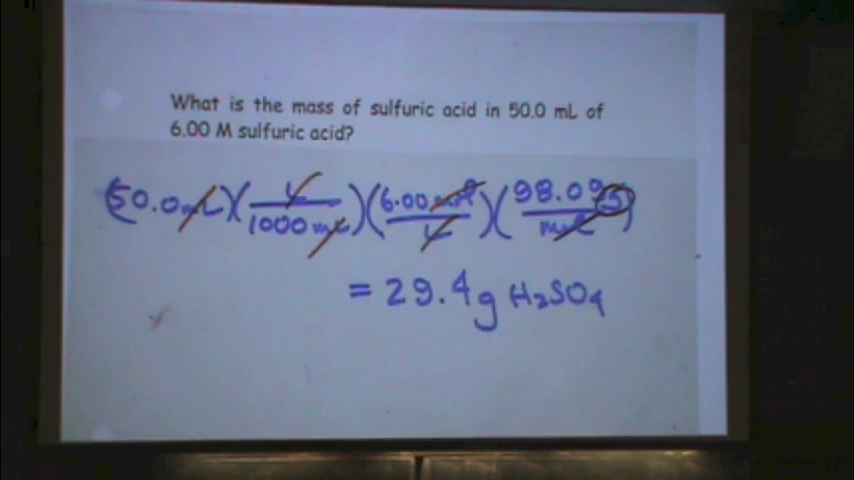 What is the mass of sulfuric acid in 50.0 mL of
6.00 M sulfuric acid?
(50.0 mL)(L/1000 mL)(6.00 mol/L)(98.09 g/mol)
= 29.4 g H₂SO₄